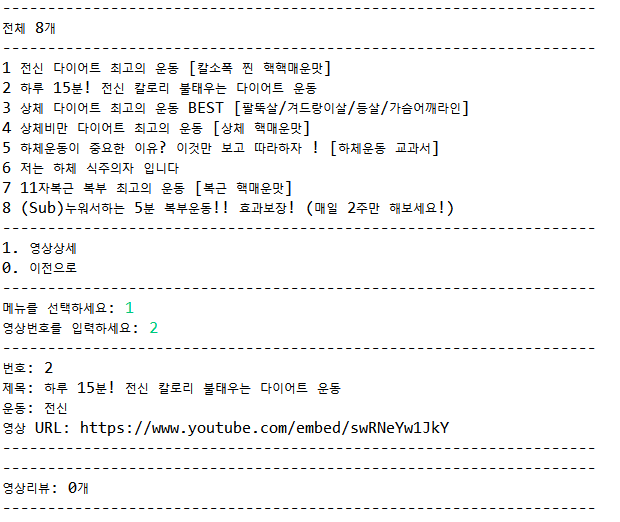 ------------------------------------------------------------------
전체 8개
------------------------------------------------------------------
1 전신 다이어트 최고의 운동 [칼소폭 찐 핵핵매운맛]
2 하루 15분! 전신 칼로리 불태우는 다이어트 운동
3 상체 다이어트 최고의 운동 BEST [팔뚝살/겨드랑이살/등살/가슴어깨라인]
4 상체비만 다이어트 최고의 운동 [상체 핵매운맛]
5 하체운동이 중요한 이유? 이것만 보고 따라하자 ! [하체운동 교과서]
6 저는 하체 식주의자 입니다
7 11자복근 복부 최고의 운동 [복근 핵매운맛]
8 (Sub)누워서하는 5분 복부운동!! 효과보장! (매일 2주만 해보세요!)
------------------------------------------------------------------
1. 영상상세
0. 이전으로
------------------------------------------------------------------
메뉴를 선택하세요: 1
영상번호를 입력하세요: 2
------------------------------------------------------------------
번호: 2
제목: 하루 15분! 전신 칼로리 불태우는 다이어트 운동
운동: 전신
영상 URL: https://www.youtube.com/embed/swRNeYw1JkY
------------------------------------------------------------------
------------------------------------------------------------------
영상리뷰: 0개
------------------------------------------------------------------